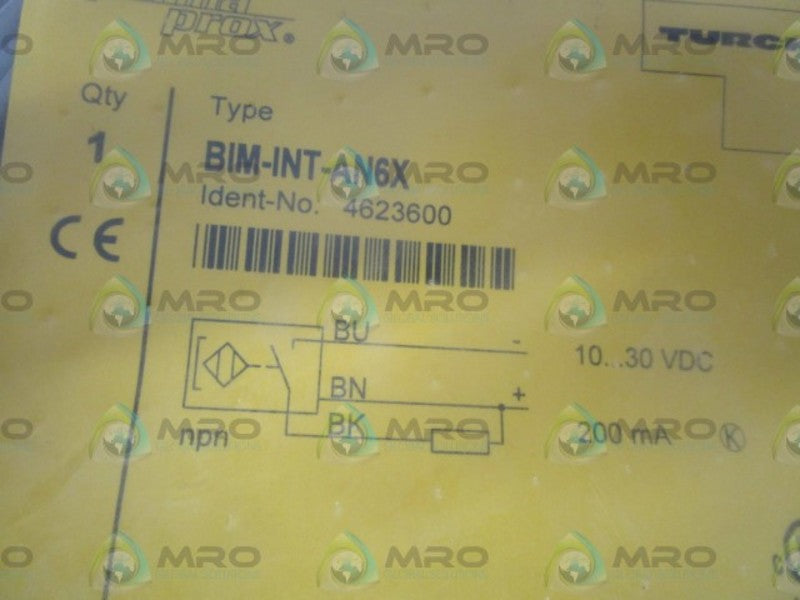 prox®
TURC
Qty
Type
1
BIM-INT-AN6X
Ident-No. 4623600
CE
BU
-
10...30 VDC
BN
+
BK
npn
200 mA
K
MRO